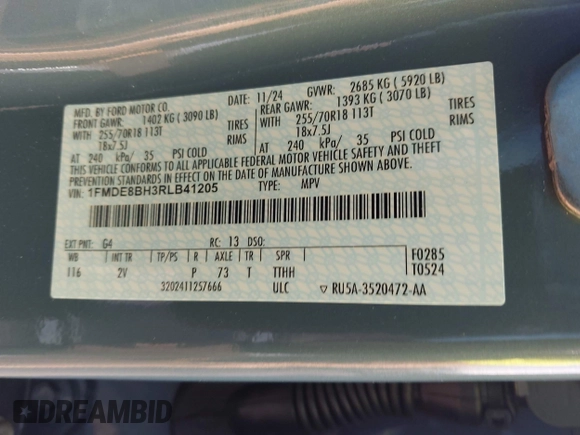 MFD. BY FORD MOTOR CO. DATE: 11/24 GVWR: 2685 KG ( 5920 LB)
FRONT GAWR: 1402 KG ( 3090 LB) REAR GAWR: 1393 KG ( 3070 LB)
WITH 255/70R18 113T TIRES WITH 255/70R18 113T TIRES
18x7.5J RIMS 18x7.5J RIMS
AT 240 kPa/ 35 PSI COLD AT 240 kPa/ 35 PSI COLD
THIS VEHICLE CONFORMS TO ALL APPLICABLE FEDERAL MOTOR VEHICLE SAFETY AND THEFT
PREVENTION STANDARDS IN EFFECT ON THE DATE OF MANUFACTURE SHOWN ABOVE.
VIN: 1FMDE8BH3RLB41205 TYPE: MPV
EXT PNT: G4 RC: 13 DSO: F0285
WB INT TR TP/PS R AXLE TR SPR T0524
116 2V P 73 T TTHH
3202411257666 ULC ▽ RU5A-3520472-AA
DREAMBID